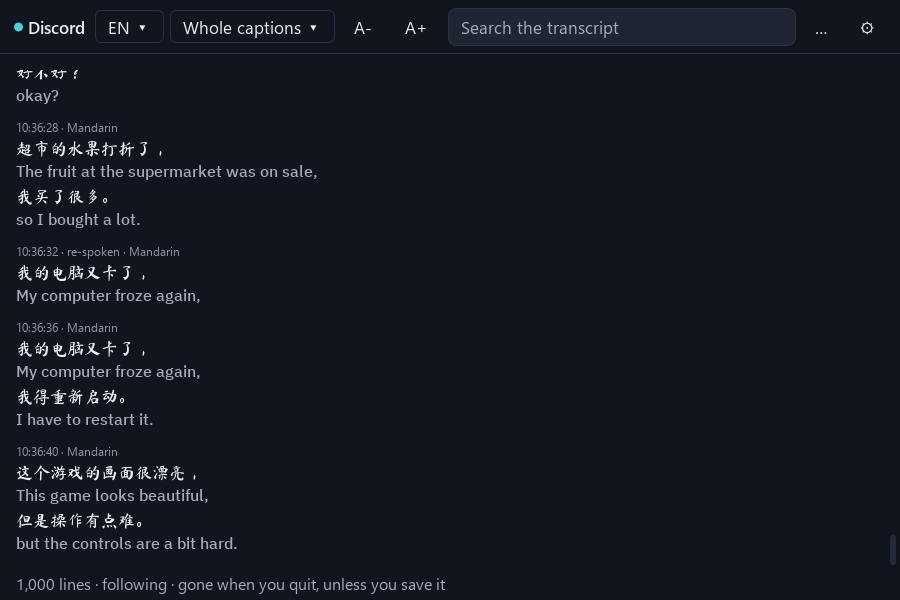 Discord EN ▾ Whole captions ▾ A- A+ Search the transcript ...
好不好？
okay?
10:36:28 · Mandarin
超市的水果打折了，
The fruit at the supermarket was on sale,
我买了很多。
so I bought a lot.
10:36:32 · re-spoken · Mandarin
我的电脑又卡了，
My computer froze again,
10:36:36 · Mandarin
我的电脑又卡了，
My computer froze again,
我得重新启动。
I have to restart it.
10:36:40 · Mandarin
这个游戏的画面很漂亮，
This game looks beautiful,
但是操作有点难。
but the controls are a bit hard.
1,000 lines · following · gone when you quit, unless you save it